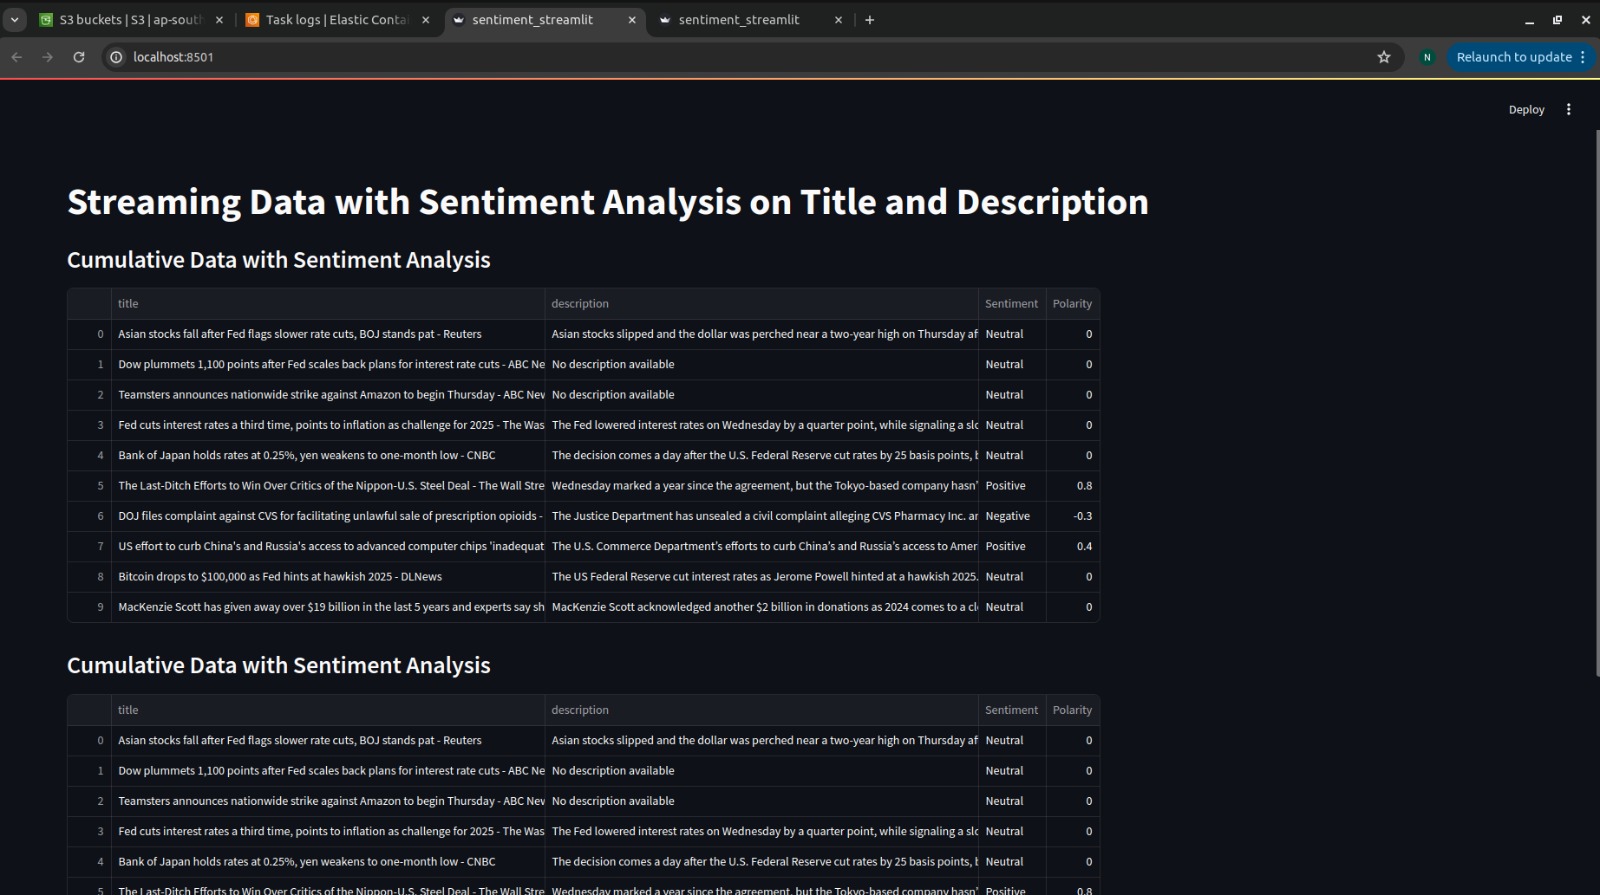 S3 buckets | S3 | ap-south
Task logs | Elastic Contai
sentiment_streamlit
sentiment_streamlit
localhost:8501
N
Relaunch to update
Deploy
Streaming Data with Sentiment Analysis on Title and Description
Cumulative Data with Sentiment Analysis
title description Sentiment Polarity
0 Asian stocks fall after Fed flags slower rate cuts, BOJ stands pat - Reuters Asian stocks slipped and the dollar was perched near a two-year high on Thursday af Neutral 0
1 Dow plummets 1,100 points after Fed scales back plans for interest rate cuts - ABC Ne No description available Neutral 0
2 Teamsters announces nationwide strike against Amazon to begin Thursday - ABC New No description available Neutral 0
3 Fed cuts interest rates a third time, points to inflation as challenge for 2025 - The Was The Fed lowered interest rates on Wednesday by a quarter point, while signaling a slo Neutral 0
4 Bank of Japan holds rates at 0.25%, yen weakens to one-month low - CNBC The decision comes a day after the U.S. Federal Reserve cut rates by 25 basis points, b Neutral 0
5 The Last-Ditch Efforts to Win Over Critics of the Nippon-U.S. Steel Deal - The Wall Stre Wednesday marked a year since the agreement, but the Tokyo-based company hasn' Positive 0.8
6 DOJ files complaint against CVS for facilitating unlawful sale of prescription opioids - The Justice Department has unsealed a civil complaint alleging CVS Pharmacy Inc. ar Negative -0.3
7 US effort to curb China's and Russia's access to advanced computer chips 'inadequat The U.S. Commerce Department's efforts to curb China's and Russia's access to Amer Positive 0.4
8 Bitcoin drops to $100,000 as Fed hints at hawkish 2025 - DLNews The US Federal Reserve cut interest rates as Jerome Powell hinted at a hawkish 2025. Neutral 0
9 MacKenzie Scott has given away over $19 billion in the last 5 years and experts say sh MacKenzie Scott acknowledged another $2 billion in donations as 2024 comes to a cl Neutral 0
Cumulative Data with Sentiment Analysis
title description Sentiment Polarity
0 Asian stocks fall after Fed flags slower rate cuts, BOJ stands pat - Reuters Asian stocks slipped and the dollar was perched near a two-year high on Thursday af Neutral 0
1 Dow plummets 1,100 points after Fed scales back plans for interest rate cuts - ABC Ne No description available Neutral 0
2 Teamsters announces nationwide strike against Amazon to begin Thursday - ABC New No description available Neutral 0
3 Fed cuts interest rates a third time, points to inflation as challenge for 2025 - The Was The Fed lowered interest rates on Wednesday by a quarter point, while signaling a slo Neutral 0
4 Bank of Japan holds rates at 0.25%, yen weakens to one-month low - CNBC The decision comes a day after the U.S. Federal Reserve cut rates by 25 basis points, b Neutral 0
5 The Last-Ditch Efforts to Win Over Critics of the Nippon-U.S. Steel Deal - The Wall Stre Wednesday marked a year since the agreement, but the Tokyo-based company hasn' Positive 0.8